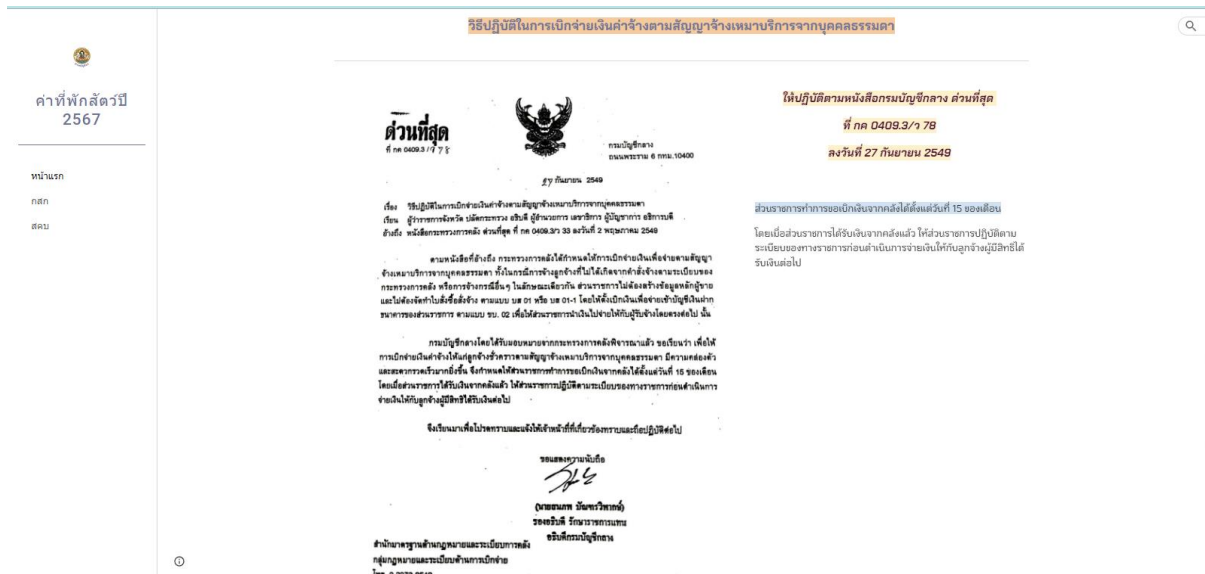 วิธีปฏิบัติในการเบิกจ่ายเงินค่าจ้างตามสัญญาจ้างเหมาบริการจากบุคคลธรรมดา
ค่าที่พักสัตว์ปี
2567
หน้าแรก
กสก
สคบ
ด่วนที่สุด
ที่ กค 0409.3/ว 78
กรมบัญชีกลาง
ถนนพระราม 6 กทม.10400
27 กันยายน 2549
เรื่อง วิธีปฏิบัติในการเบิกจ่ายเงินค่าจ้างตามสัญญาจ้างเหมาบริการจากบุคคลธรรมดา
เรียน ผู้ว่าราชการจังหวัด ปลัดกระทรวง อธิบดี ผู้อำนวยการ เลขาธิการ ผู้บัญชาการ อธิการบดี
อ้างถึง หนังสือกระทรวงการคลัง ด่วนที่สุด ที่ กค 0409.3/ว 33 ลงวันที่ 2 พฤษภาคม 2549
ตามหนังสือที่อ้างถึง กระทรวงการคลังได้กำหนดให้การเบิกจ่ายเงินเพื่อจ่ายตามสัญญา
จ้างเหมาบริการจากบุคคลธรรมดา ทั้งในกรณีการจ้างลูกจ้างที่ไม่ได้เกิดจากคำสั่งจ้างตามระเบียบของ
กระทรวงการคลัง หรือการจ้างกรณีอื่นๆ ในลักษณะเดียวกัน ส่วนราชการไม่ต้องสร้างข้อมูลหลักผู้ขาย
และไม่ต้องจัดทำใบสั่งซื้อสั่งจ้าง ตามแบบ บส 01 หรือ บส 01-1 โดยให้ตั้งเบิกเงินเพื่อจ่ายเข้าบัญชีเงินฝาก
ธนาคารของส่วนราชการ ตามแบบ ขบ. 02 เพื่อให้ส่วนราชการนำเงินไปจ่ายให้กับผู้รับจ้างโดยตรงต่อไป นั้น
กรมบัญชีกลางโดยได้รับมอบหมายจากกระทรวงการคลังพิจารณาแล้ว ขอเรียนว่า เพื่อให้
การเบิกจ่ายเงินค่าจ้างให้แก่ลูกจ้างชั่วคราวตามสัญญาจ้างเหมาบริการจากบุคคลธรรมดา มีความคล่องตัว
และสะดวกรวดเร็วมากยิ่งขึ้น จึงกำหนดให้ส่วนราชการทำการขอเบิกเงินจากคลังได้ตั้งแต่วันที่ 15 ของเดือน
โดยเมื่อส่วนราชการได้รับเงินจากคลังแล้ว ให้ส่วนราชการปฏิบัติตามระเบียบของทางราชการก่อนดำเนินการ
จ่ายเงินให้กับลูกจ้างผู้มีสิทธิได้รับเงินต่อไป
จึงเรียนมาเพื่อโปรดทราบและแจ้งให้เจ้าหน้าที่ที่เกี่ยวข้องทราบและถือปฏิบัติต่อไป
ขอแสดงความนับถือ
รองอธิบดี รักษาราชการแทน
อธิบดีกรมบัญชีกลาง
สำนักมาตรฐานด้านกฎหมายและระเบียบการคลัง
กลุ่มกฎหมายและระเบียบด้านการเบิกจ่าย
ให้ปฏิบัติตามหนังสือกรมบัญชีกลาง ด่วนที่สุด
ที่ กค 0409.3/ว 78
ลงวันที่ 27 กันยายน 2549
ส่วนราชการทำการขอเบิกเงินจากคลังได้ตั้งแต่วันที่ 15 ของเดือน
โดยเมื่อส่วนราชการได้รับเงินจากคลังแล้ว ให้ส่วนราชการปฏิบัติตาม
ระเบียบของทางราชการก่อนดำเนินการจ่ายเงินให้กับลูกจ้างผู้มีสิทธิ์ได้
รับเงินต่อไป